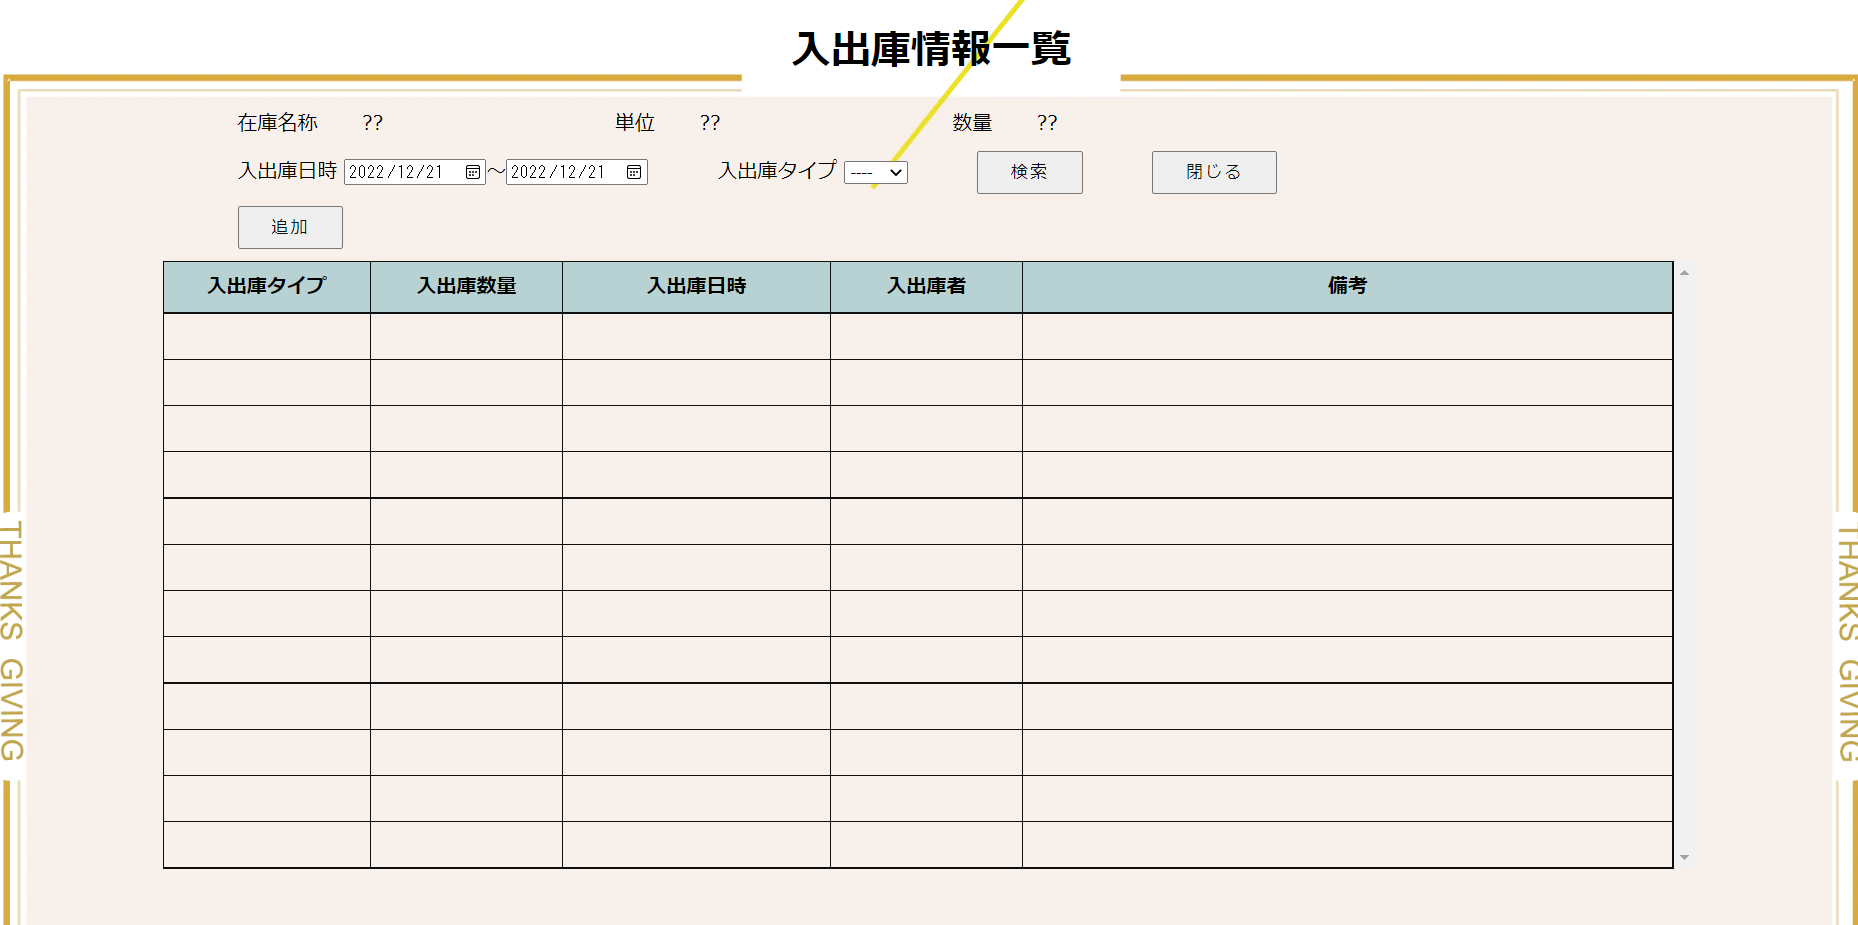 入出庫情報一覧
在庫名称 ?? 単位 ?? 数量 ??
入出庫日時 2022/12/21 ～ 2022/12/21 入出庫タイプ ---- 検索 閉じる
追加
入出庫タイプ 入出庫数量 入出庫日時 入出庫者 備考
THANKS GIVING
THANKS GIVING